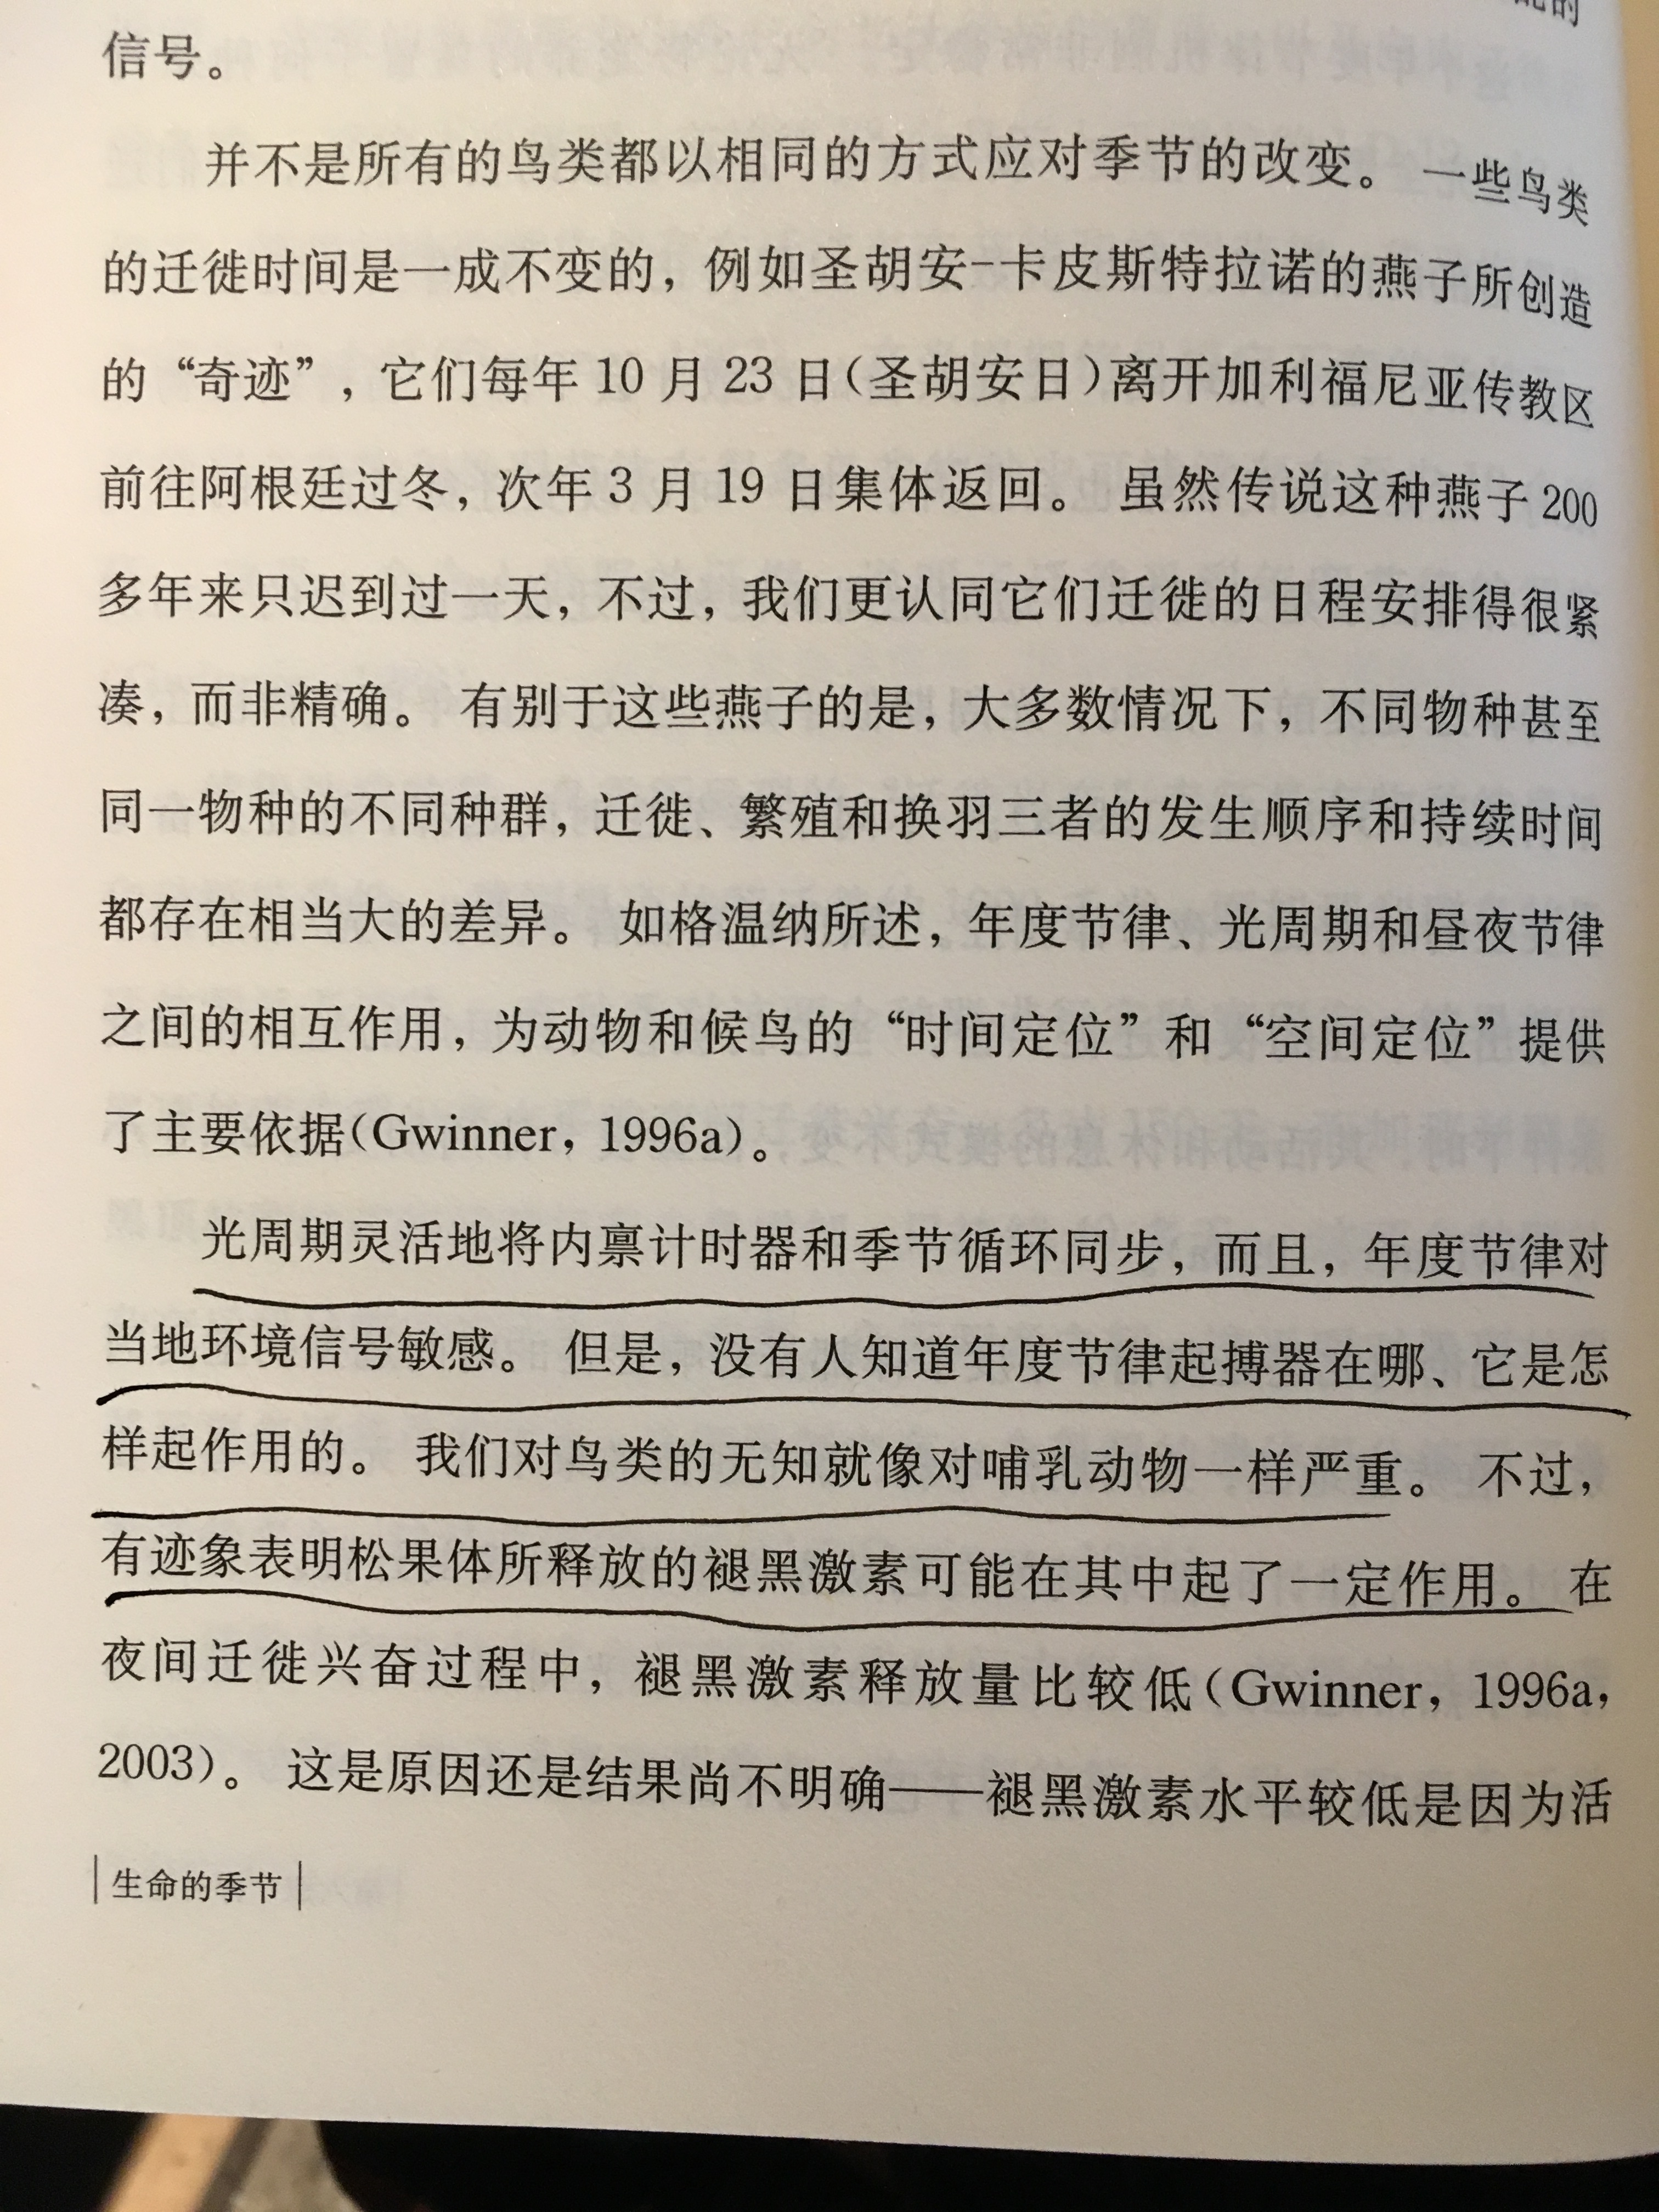 的
信号。
并不是所有的鸟类都以相同的方式应对季节的改变。 一些鸟类
的迁徙时间是一成不变的，例如圣胡安-卡皮斯特拉诺的燕子所创造
的“奇迹”，它们每年 10 月 23 日(圣胡安日)离开加利福尼亚传教区
前往阿根廷过冬，次年 3 月 19 日集体返回。 虽然传说这种燕子 200
多年来只迟到过一天，不过，我们更认同它们迁徙的日程安排得很紧
凑，而非精确。 有别于这些燕子的是，大多数情况下，不同物种甚至
同一物种的不同种群，迁徙、繁殖和换羽三者的发生顺序和持续时间
都存在相当大的差异。 如格温纳所述，年度节律、光周期和昼夜节律
之间的相互作用，为动物和候鸟的“时间定位”和“空间定位”提供
了主要依据(Gwinner，1996a)。
光周期灵活地将内禀计时器和季节循环同步，而且，年度节律对
当地环境信号敏感。 但是，没有人知道年度节律起搏器在哪、它是怎
样起作用的。 我们对鸟类的无知就像对哺乳动物一样严重。 不过，
有迹象表明松果体所释放的褪黑激素可能在其中起了一定作用。 在
夜间迁徙兴奋过程中，褪黑激素释放量比较低(Gwinner，1996a，
2003)。 这是原因还是结果尚不明确——褪黑激素水平较低是因为活
|生命的季节|